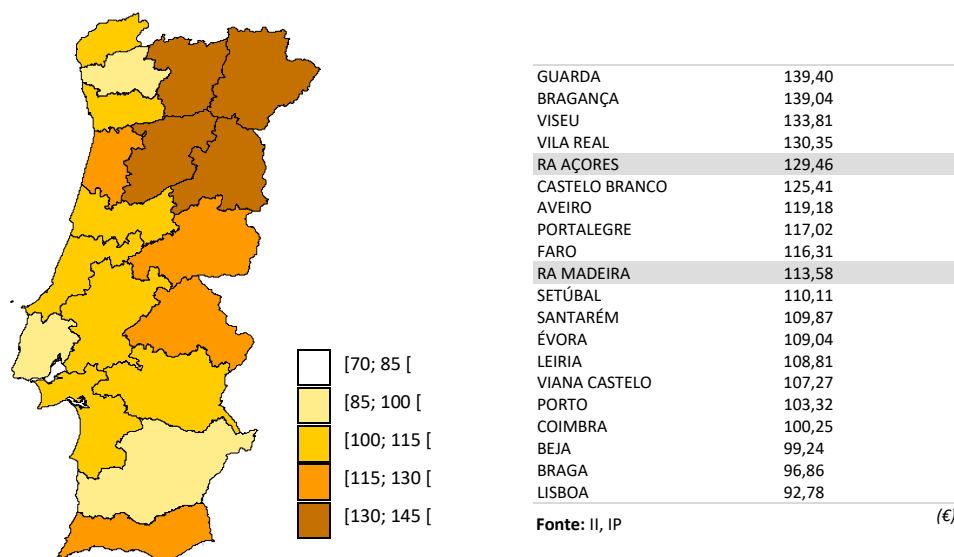 [70; 85 [
[85; 100 [
[100; 115 [
[115; 130 [
[130; 145 [
GUARDA 139,40
BRAGANÇA 139,04
VISEU 133,81
VILA REAL 130,35
RA AÇORES 129,46
CASTELO BRANCO 125,41
AVEIRO 119,18
PORTALEGRE 117,02
FARO 116,31
RA MADEIRA 113,58
SETÚBAL 110,11
SANTARÉM 109,87
ÉVORA 109,04
LEIRIA 108,81
VIANA CASTELO 107,27
PORTO 103,32
COIMBRA 100,25
BEJA 99,24
BRAGA 96,86
LISBOA 92,78
Fonte: II, IP (€)